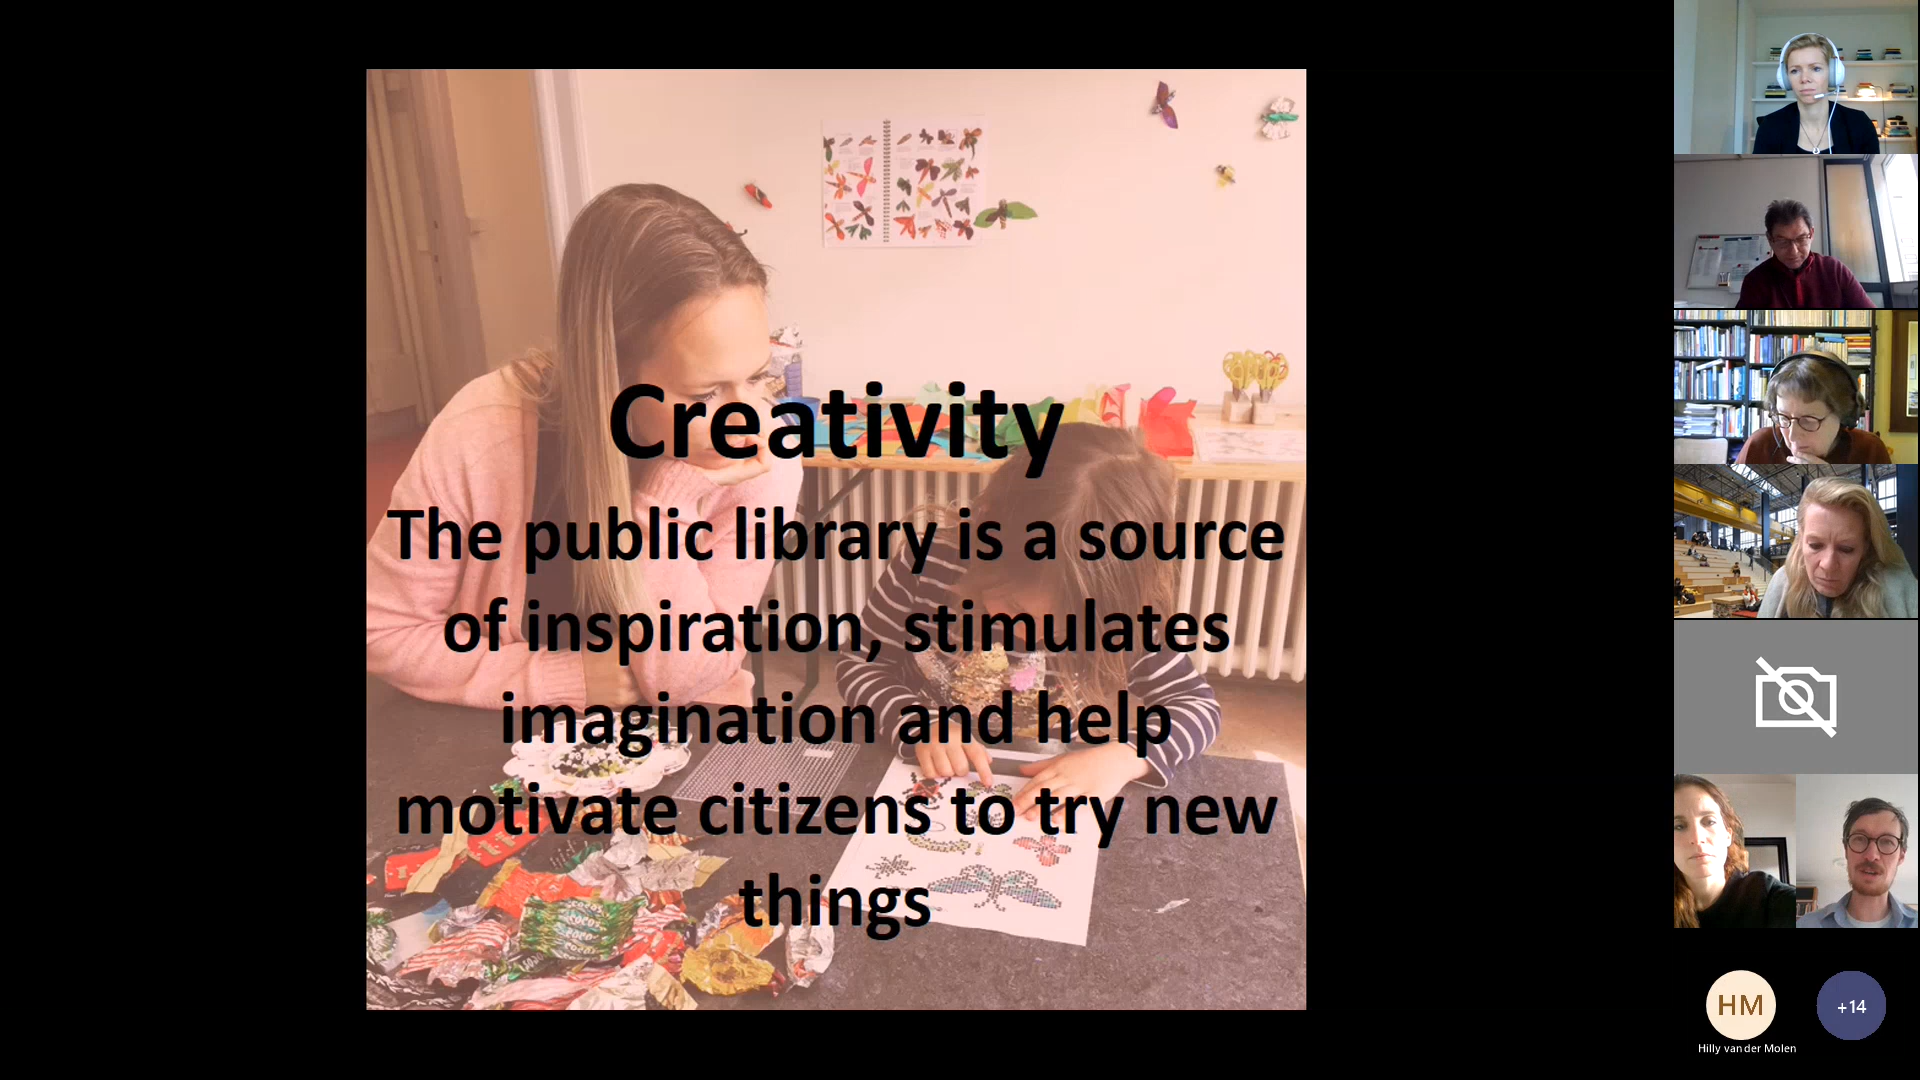 Creativity
The public library is a source
of inspiration, stimulates
imagination and help
motivate citizens to try new
things
HM
+14
Hilly van der Molen